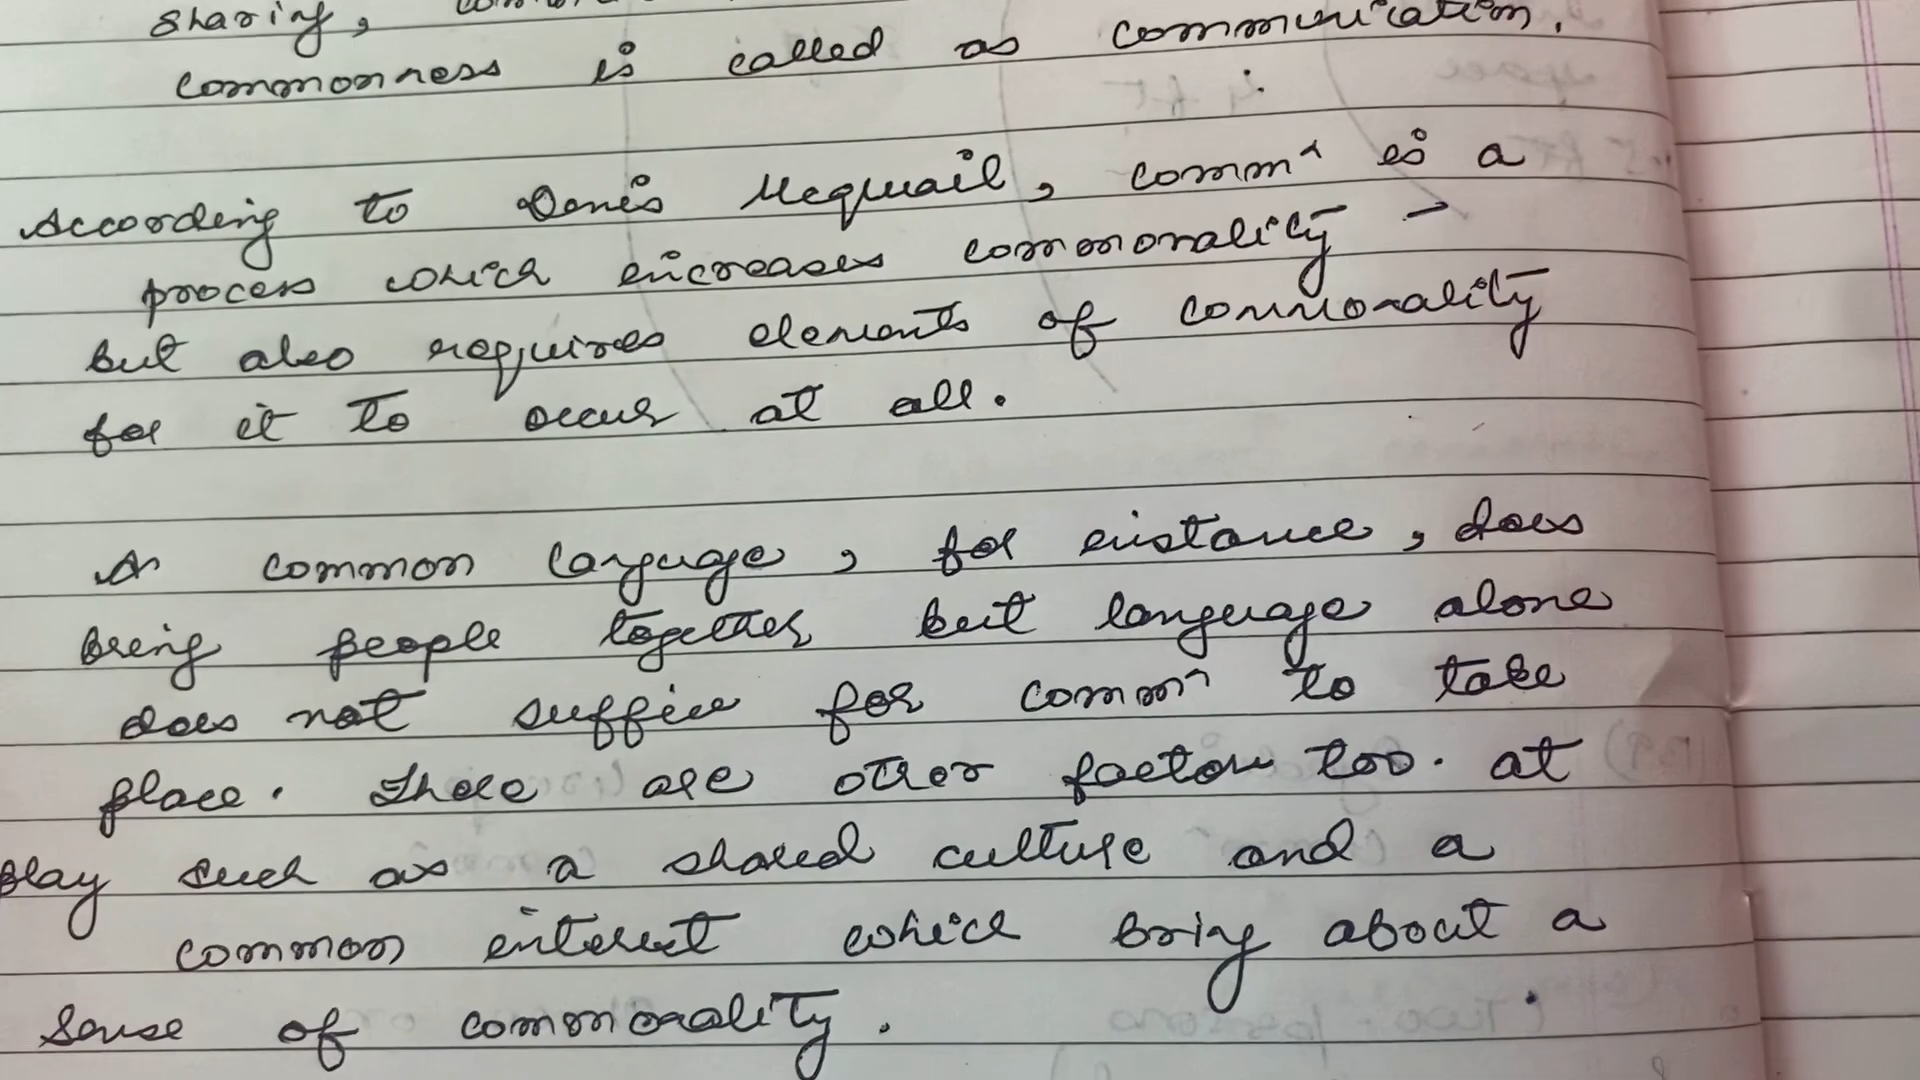 sharing,
commonness is called as communication.
According to Denis Mcquail, commⁿ is a
process which increases commonality -
but also requires elements of commonality
for it to occur at all.
A common language, for instance, does
bring people together but language alone
does not suffice for commⁿ to take
place. There are other factors too. at
play such as a shared culture and a
common interest which bring about a
sense of commonality.